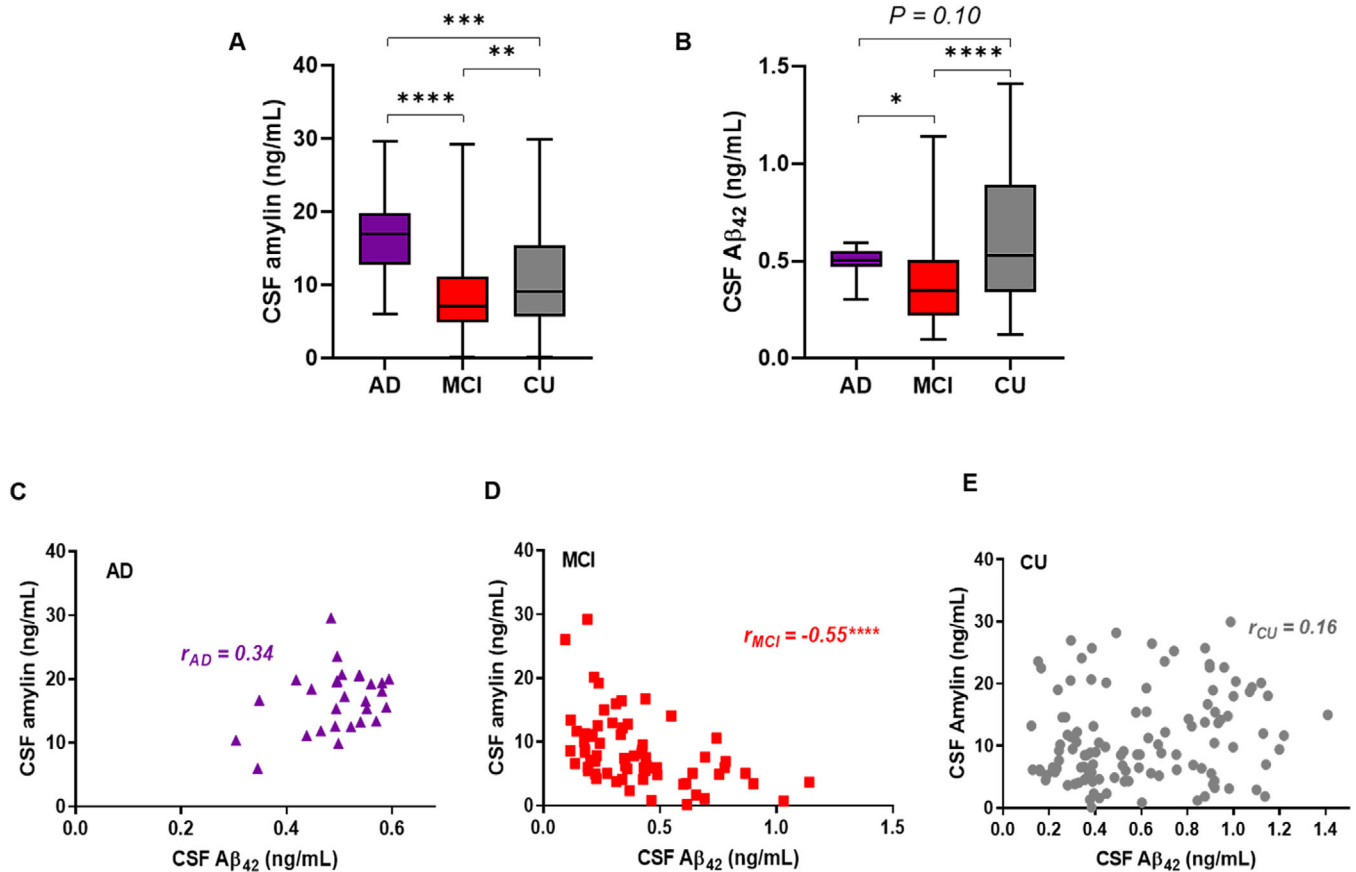 A
***
**
****
40
30
20
10
0
CSF amylin (ng/mL)
AD
MCI
CU
B
P = 0.10
****
*
1.5
1.0
0.5
0.0
CSF Aβ42 (ng/mL)
AD
MCI
CU
C
AD
40
30
20
10
0
CSF amylin (ng/mL)
rAD = 0.34
0.0
0.2
0.4
0.6
CSF Aβ42 (ng/mL)
D
MCI
40
30
20
10
0
CSF amylin (ng/mL)
rMCI = -0.55****
0.0
0.5
1.0
1.5
CSF Aβ42 (ng/mL)
E
CU
40
30
20
10
0
CSF Amylin (ng/mL)
rCU = 0.16
0.0
0.2
0.4
0.6
0.8
1.0
1.2
1.4
CSF Aβ42 (ng/mL)